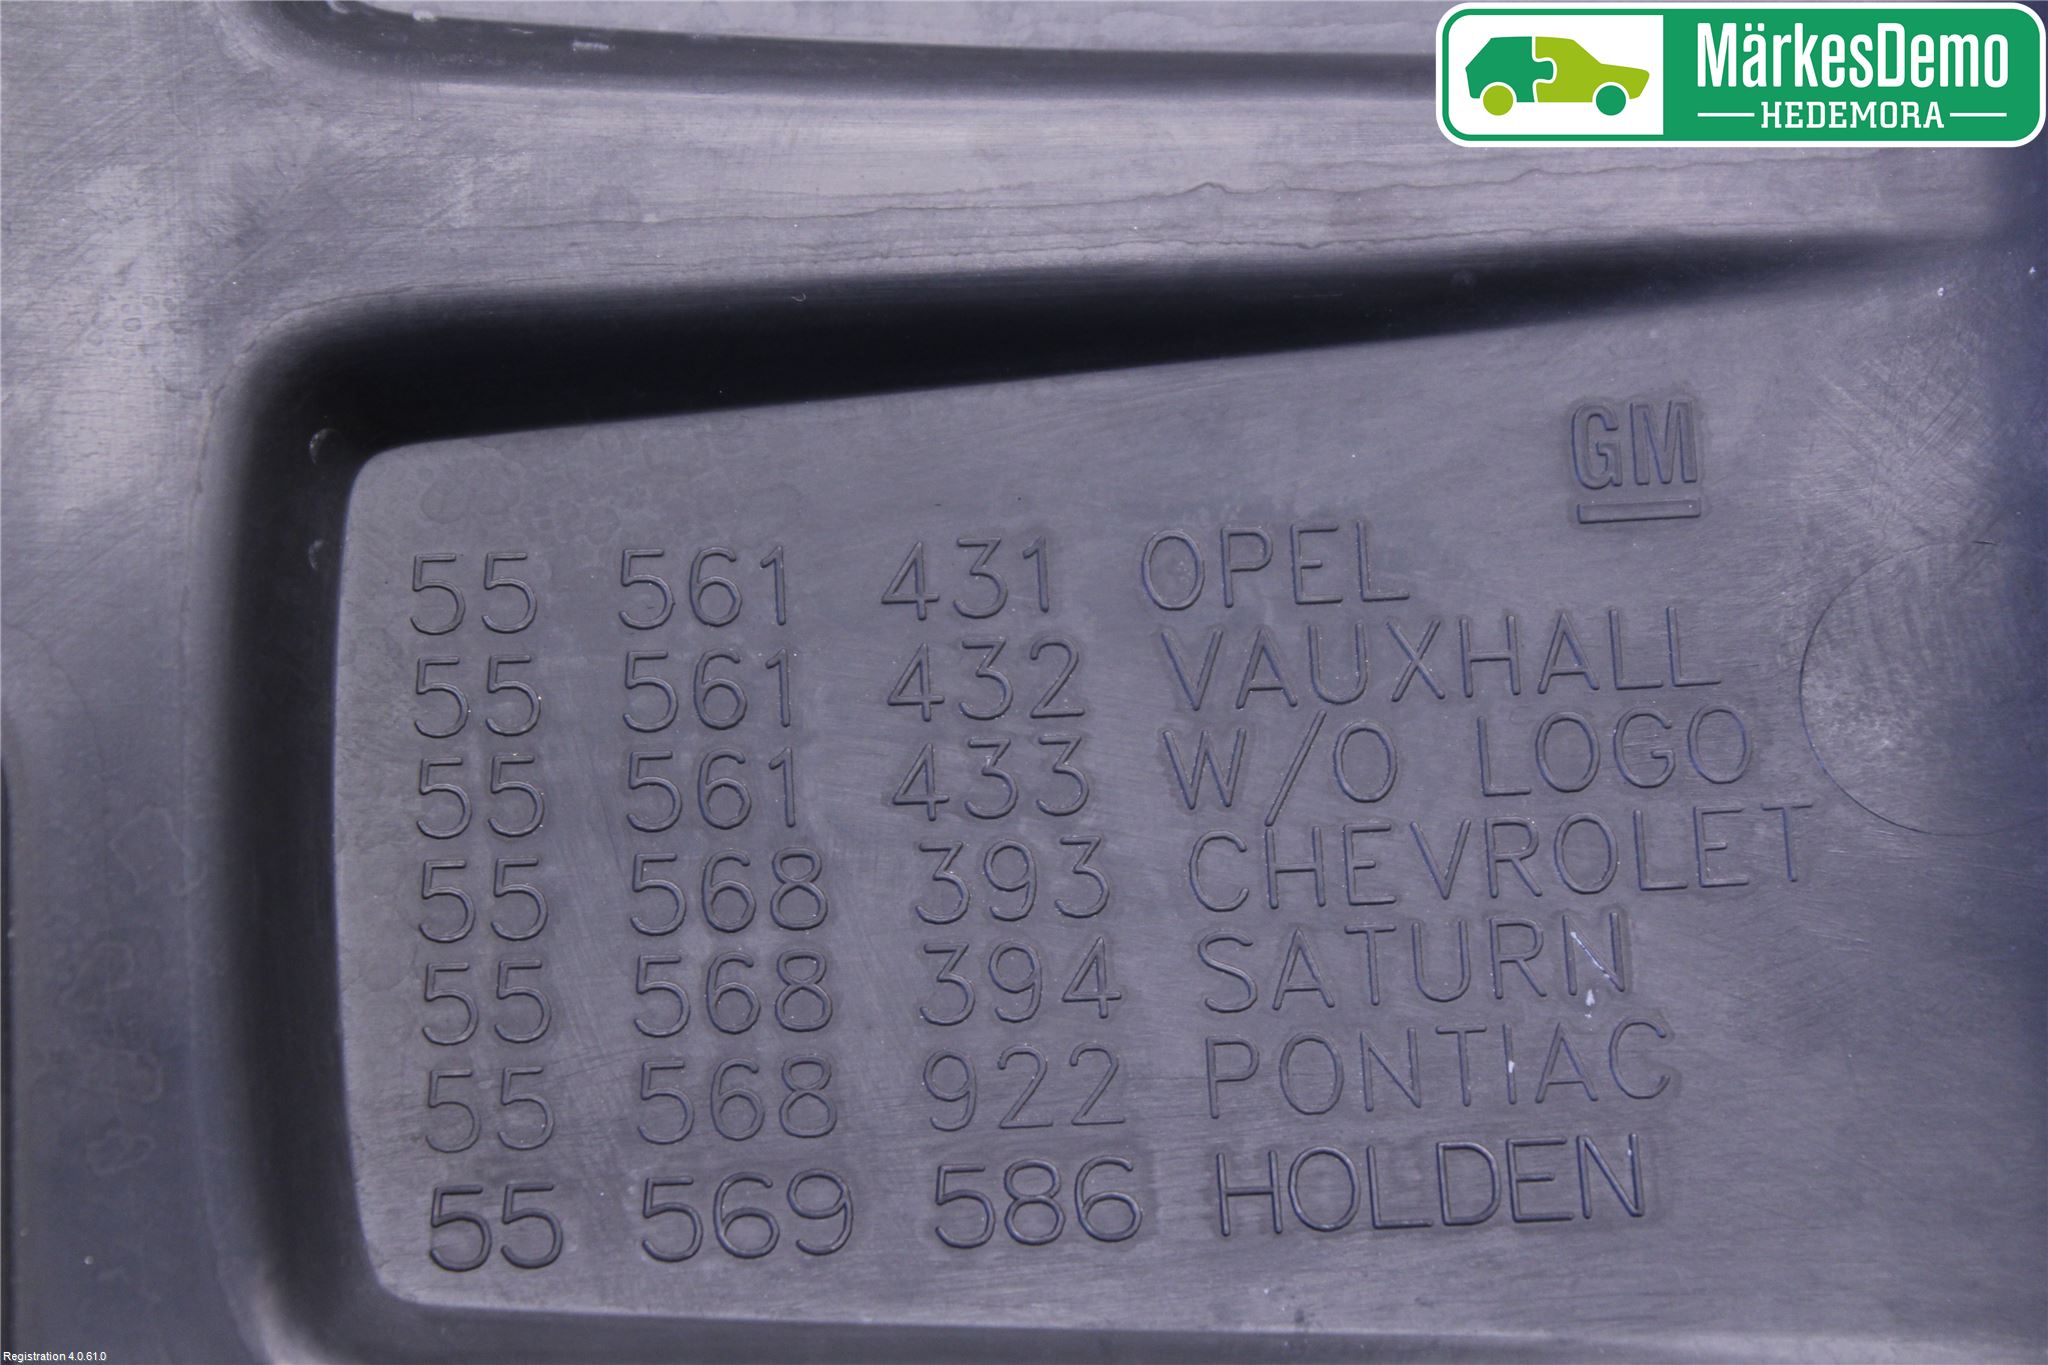 MärkesDemo
HEDEMORA
GM
55 561 431 OPEL
55 561 432 VAUXHALL
55 561 433 W/O LOGO
55 568 393 CHEVROLET
55 568 394 SATURN
55 568 922 PONTIAC
55 569 586 HOLDEN
Registration 4.0.61.0